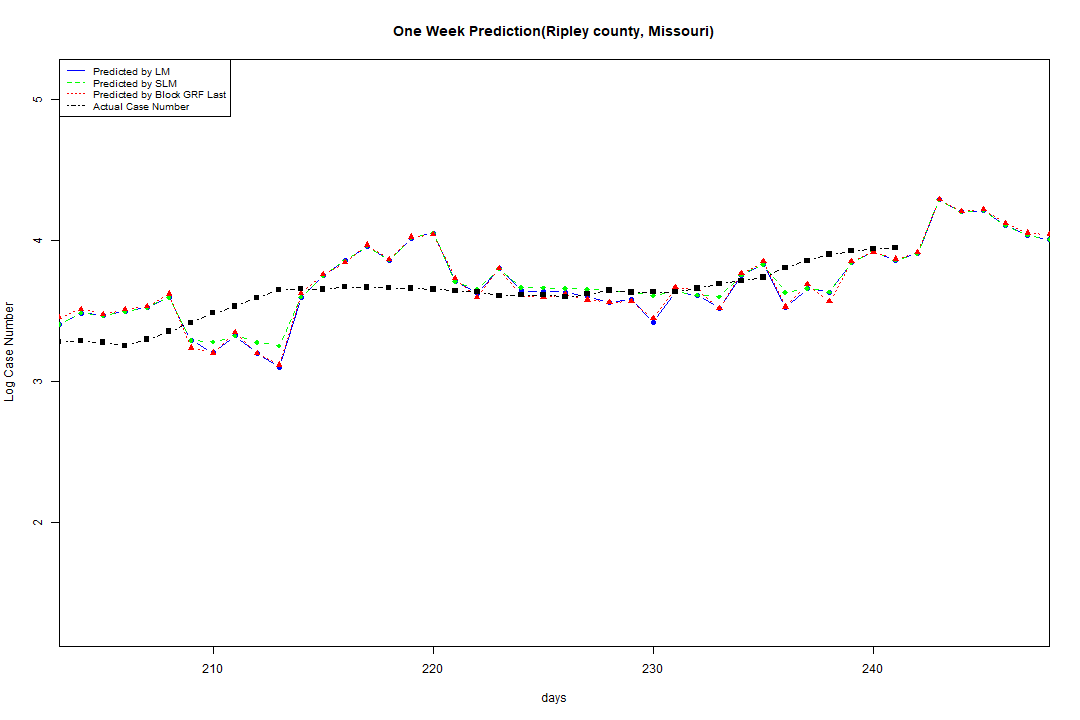 One Week Prediction(Ripley county, Missouri)
Predicted by LM
Predicted by SLM
Predicted by Block GRF Last
Actual Case Number
5
4
3
2
Log Case Number
210 220 230 240
days